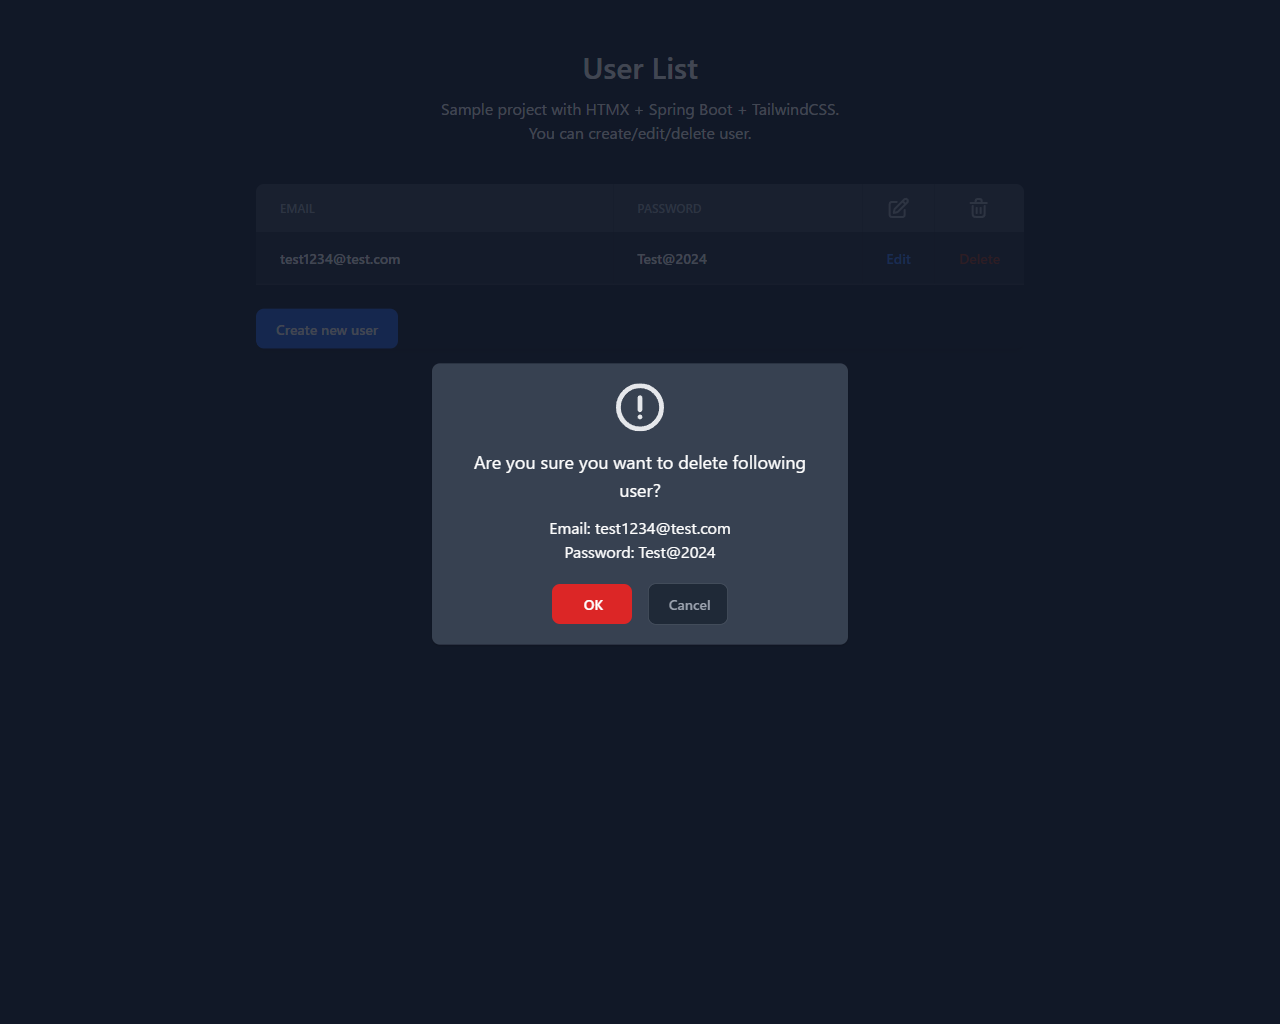 User List
Sample project with HTMX + Spring Boot + TailwindCSS.
You can create/edit/delete user.
EMAIL PASSWORD
test1234@test.com Test@2024 Edit Delete
Create new user
Are you sure you want to delete following
user?
Email: test1234@test.com
Password: Test@2024
OK Cancel